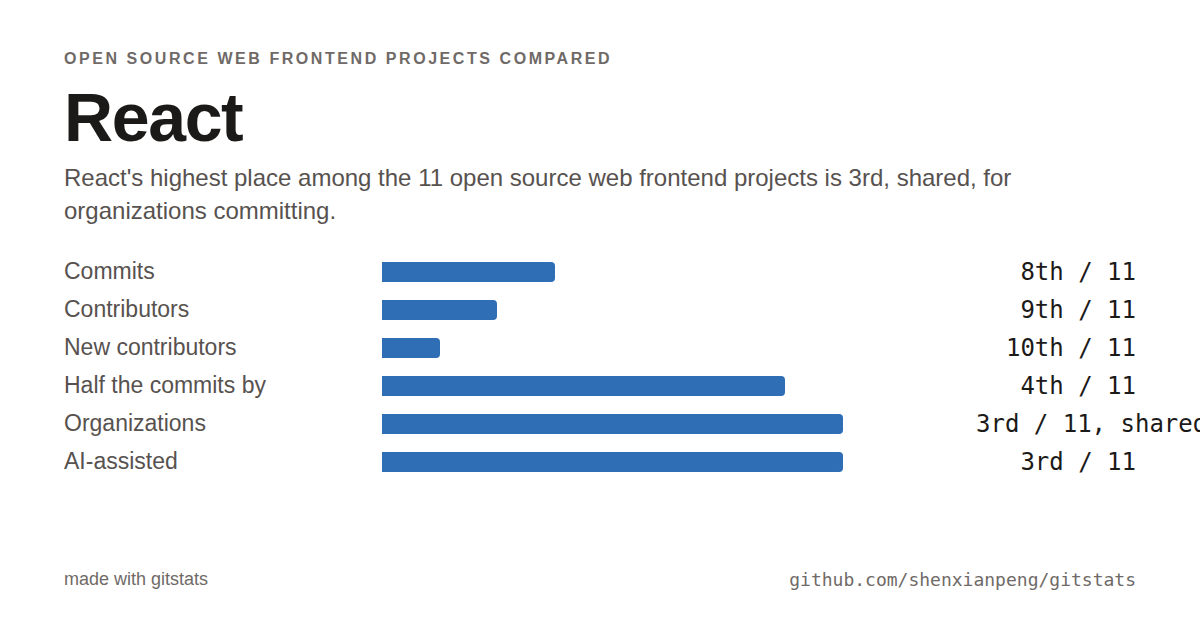 OPEN SOURCE WEB FRONTEND PROJECTS COMPARED
React
React's highest place among the 11 open source web frontend projects is 3rd, shared, for
organizations committing.
Commits 8th / 11
Contributors 9th / 11
New contributors 10th / 11
Half the commits by 4th / 11
Organizations 3rd / 11, shared
AI-assisted 3rd / 11
made with gitstats github.com/shenxianpeng/gitstats